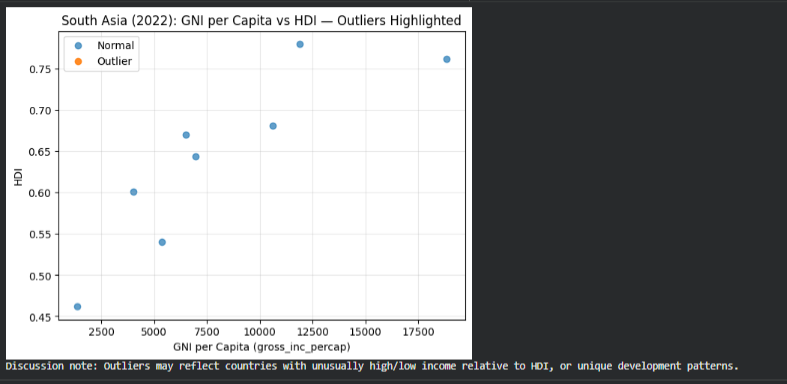 South Asia (2022): GNI per Capita vs HDI — Outliers Highlighted
Normal
Outlier
0.75
0.70
0.65
0.60
0.55
0.50
0.45
HDI
2500 5000 7500 10000 12500 15000 17500
GNI per Capita (gross_inc_percap)
Discussion note: Outliers may reflect countries with unusually high/low income relative to HDI, or unique development patterns.